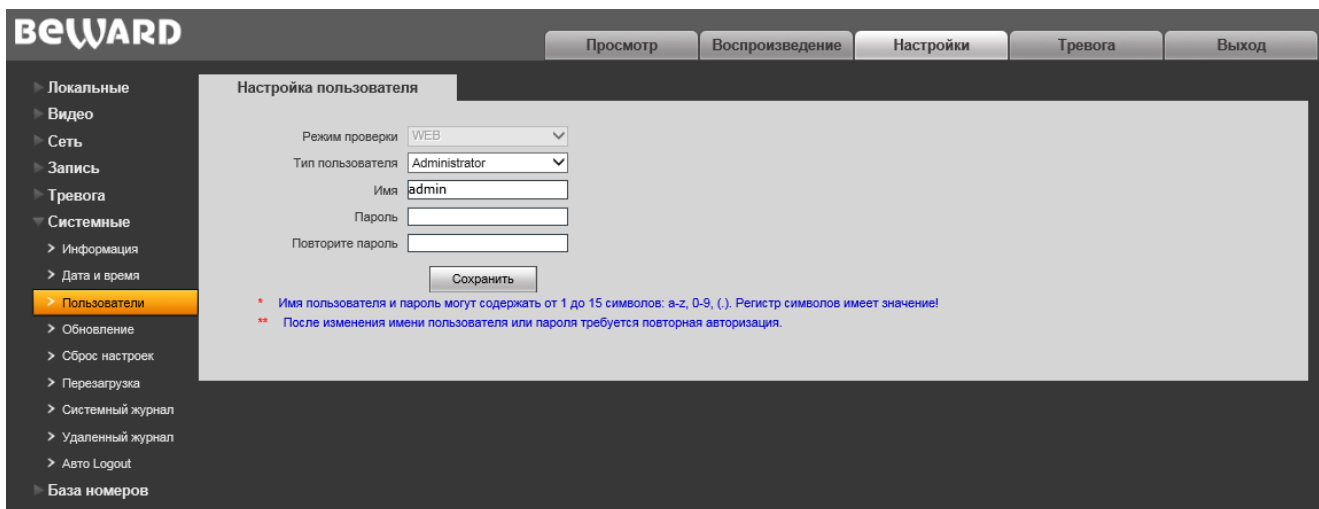 BEWARD
Просмотр
Воспроизведение
Настройки
Тревога
Выход
Локальные
Видео
Сеть
Запись
Тревога
Системные
Информация
Дата и время
Пользователи
Обновление
Сброс настроек
Перезагрузка
Системный журнал
Удаленный журнал
Авто Logout
База номеров
Настройка пользователя
Режим проверки WEB
Тип пользователя Administrator
Имя admin
Пароль
Повторите пароль
Сохранить
* Имя пользователя и пароль могут содержать от 1 до 15 символов: a-z, 0-9, (.). Регистр символов имеет значение!
** После изменения имени пользователя или пароля требуется повторная авторизация.